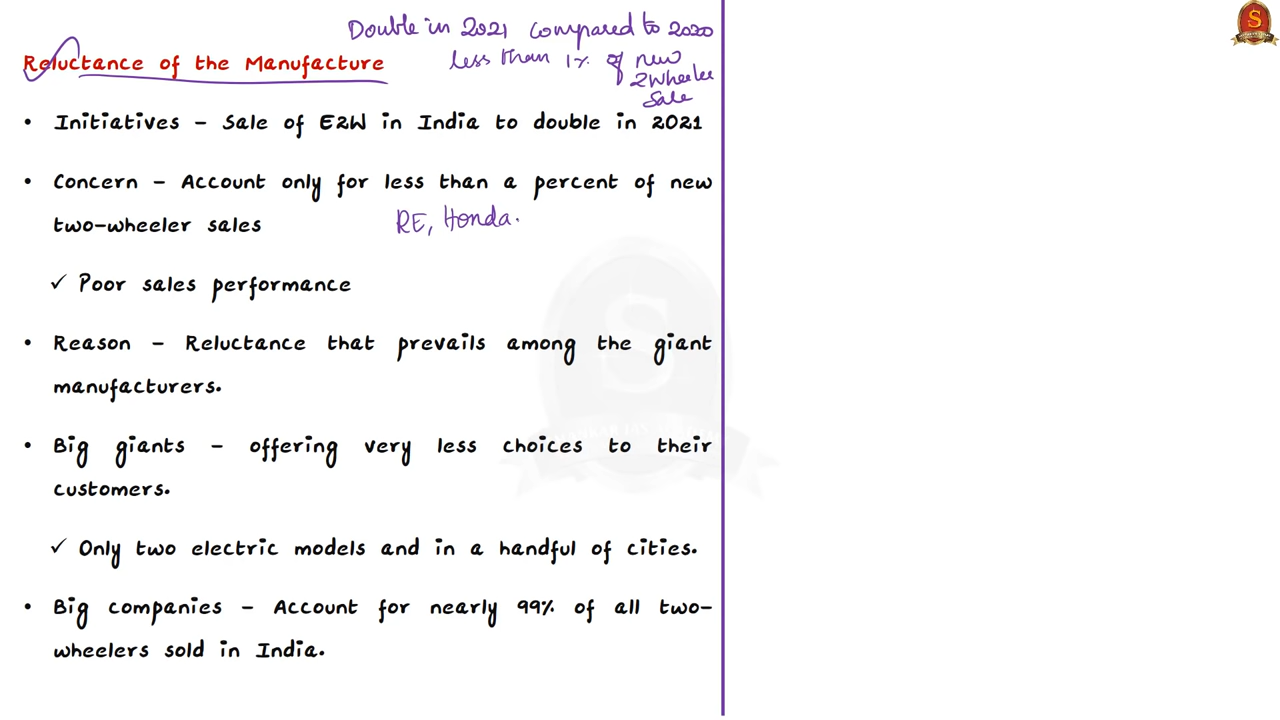 Double in 2021 compared to 2020
Reluctance of the Manufacture
less than 1% of new
2 wheeler
sale
• Initiatives – Sale of E2W in India to double in 2021
• Concern – Account only for less than a percent of new
two-wheeler sales
RE, Honda.
✓ Poor sales performance
• Reason – Reluctance that prevails among the giant
manufacturers.
• Big giants – offering very less choices to their
customers.
✓ Only two electric models and in a handful of cities.
• Big companies – Account for nearly 99% of all two-
wheelers sold in India.